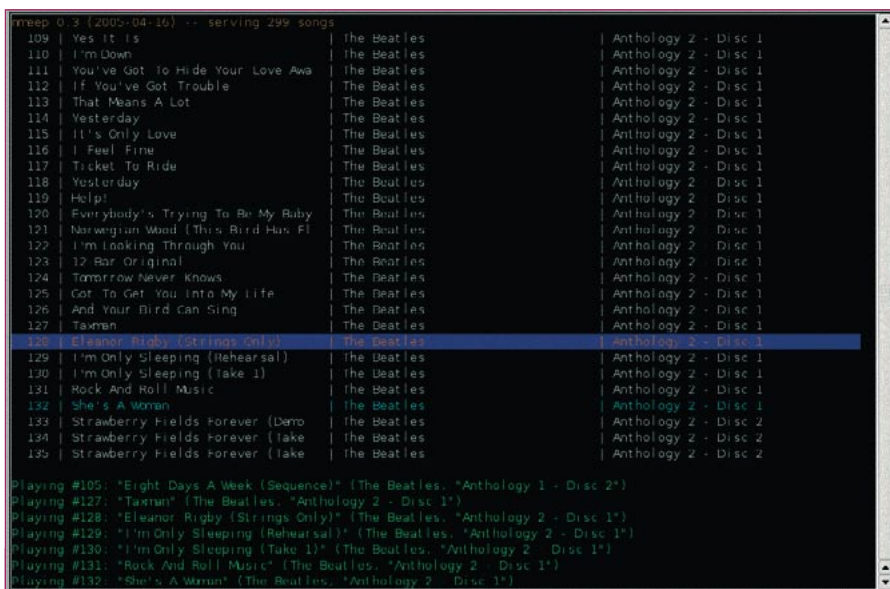 mmeep 0.3 (2005-04-16) -- serving 299 songs
109 | Yes It Is | The Beatles | Anthology 2 - Disc 1
110 | I'm Down | The Beatles | Anthology 2 - Disc 1
111 | You've Got To Hide Your Love Awa | The Beatles | Anthology 2 - Disc 1
112 | If You've Got Trouble | The Beatles | Anthology 2 - Disc 1
113 | That Means A Lot | The Beatles | Anthology 2 - Disc 1
114 | Yesterday | The Beatles | Anthology 2 - Disc 1
115 | It's Only Love | The Beatles | Anthology 2 - Disc 1
116 | I Feel Fine | The Beatles | Anthology 2 - Disc 1
117 | Ticket To Ride | The Beatles | Anthology 2 - Disc 1
118 | Yesterday | The Beatles | Anthology 2 - Disc 1
119 | Help! | The Beatles | Anthology 2 - Disc 1
120 | Everybody's Trying To Be My Baby | The Beatles | Anthology 2 - Disc 1
121 | Norwegian Wood (This Bird Has Fl | The Beatles | Anthology 2 - Disc 1
122 | I'm Looking Through You | The Beatles | Anthology 2 - Disc 1
123 | 12-Bar Original | The Beatles | Anthology 2 - Disc 1
124 | Tomorrow Never Knows | The Beatles | Anthology 2 - Disc 1
125 | Got To Get You Into My Life | The Beatles | Anthology 2 - Disc 1
126 | And Your Bird Can Sing | The Beatles | Anthology 2 - Disc 1
127 | Taxman | The Beatles | Anthology 2 - Disc 1
128 | Eleanor Rigby (Strings Only) | The Beatles | Anthology 2 - Disc 1
129 | I'm Only Sleeping (Rehearsal) | The Beatles | Anthology 2 - Disc 1
130 | I'm Only Sleeping (Take 1) | The Beatles | Anthology 2 - Disc 1
131 | Rock And Roll Music | The Beatles | Anthology 2 - Disc 1
132 | She's A Woman | The Beatles | Anthology 2 - Disc 1
133 | Strawberry Fields Forever (Demo | The Beatles | Anthology 2 - Disc 2
134 | Strawberry Fields Forever (Take | The Beatles | Anthology 2 - Disc 2
135 | Strawberry Fields Forever (Take | The Beatles | Anthology 2 - Disc 2
Playing #105: "Eight Days A Week (Sequence)" (The Beatles, "Anthology 1 - Disc 2")
Playing #127: "Taxman" (The Beatles, "Anthology 2 - Disc 1")
Playing #128: "Eleanor Rigby (Strings Only)" (The Beatles, "Anthology 2 - Disc 1")
Playing #129: "I'm Only Sleeping (Rehearsal)" (The Beatles, "Anthology 2 - Disc 1")
Playing #130: "I'm Only Sleeping (Take 1)" (The Beatles, "Anthology 2 - Disc 1")
Playing #131: "Rock And Roll Music" (The Beatles, "Anthology 2 - Disc 1")
Playing #132: "She's A Woman" (The Beatles, "Anthology 2 - Disc 1")